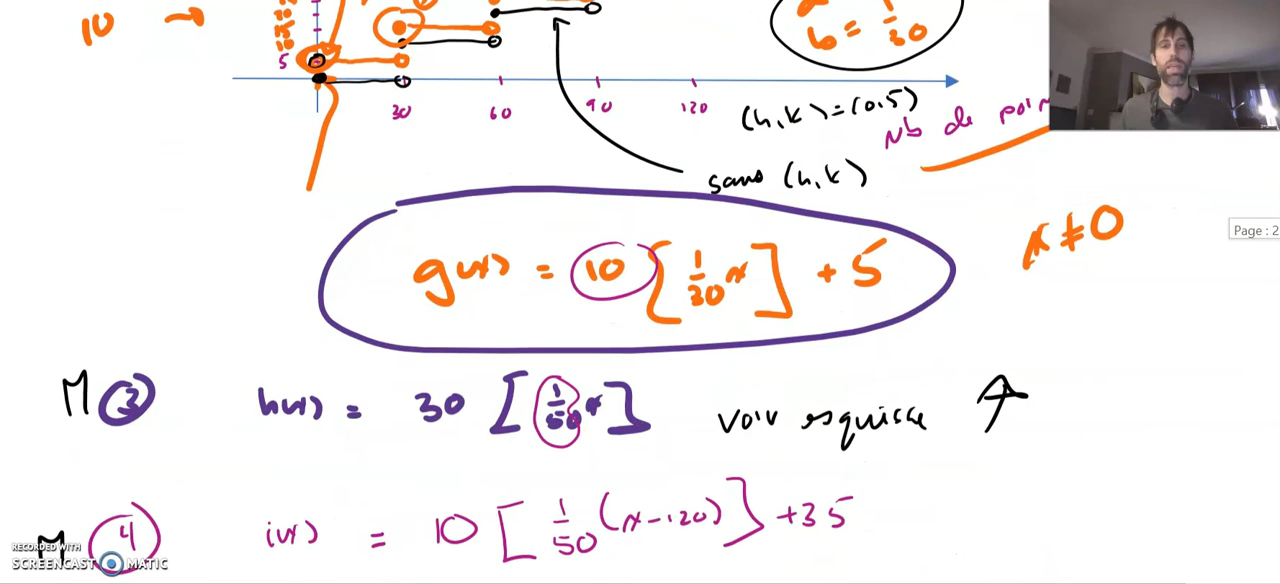 10 →
5
30 60 90 120
b = 1/30
(h,k)=(0,5)
Nb de
sans (h,k)
Page : 2
g(x) = 10 [1/30 x] + 5
x ≠ 0
M 3 h(x) = 30 [1/50 x] voir esquisse
M 4 i(x) = 10 [1/50 (x-120)] +35
RECORDED WITH
SCREENCAST MATIC